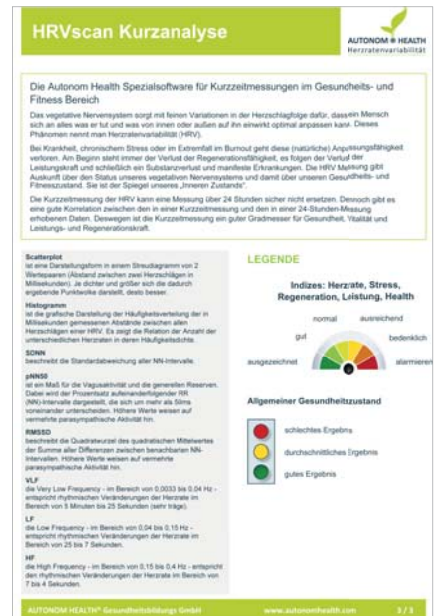 HRVscan Kurzanalyse
AUTONOM HEALTH
Herzratenvariabilität
Die Autonom Health Spezialsoftware für Kurzzeitmessungen im Gesundheits- und
Fitness Bereich
Das vegetative Nervensystem sorgt mit feinen Variationen in der Herzschlagfolge dafür, dass ein Mensch
sich an alles was er tut und was von innen oder außen auf ihn einwirkt optimal anpassen kann. Dieses
Phänomen nennt man Herzratenvariabilität (HRV).
Bei Krankheit, chronischem Stress oder im Extremfall im Burnout geht diese (natürliche) Anpassungsfähigkeit
verloren. Am Beginn steht immer der Verlust der Regenerationsfähigkeit, es folgen der Verlust der
Leistungskraft und schließlich ein Substanzverlust und manifeste Erkrankungen. Die HRV Messung gibt
Auskunft über den Status unseres vegetativen Nervensystems und damit über unseren Gesundheits- und
Fitnesszustand. Sie ist der Spiegel unseres „Inneren Zustands".
Die Kurzzeitmessung der HRV kann eine Messung über 24 Stunden sicher nicht ersetzen. Dennoch gibt es
eine gute Korrelation zwischen den in einer Kurzzeitmessung und den in einer 24-Stunden-Messung
erhobenen Daten. Deswegen ist die Kurzzeitmessung ein guter Gradmesser für Gesundheit, Vitalität und
Leistungs- und Regenerationskraft.
Scatterplot
ist eine Darstellungsform in einem Streudiagramm von 2
Wertepaaren (Abstand zwischen zwei Herzschlägen in
Millisekunden). Je dichter und größer sich die dadurch
ergebende Punktwolke darstellt, desto besser.
Histogramm
ist die grafische Darstellung der Häufigkeitsverteilung der in
Millisekunden gemessenen Abstände zwischen allen
Herzschlägen einer HRV. Es zeigt die Relation der Anzahl der
unterschiedlichen Herzraten in deren Häufigkeitsdichte.
SDNN
beschreibt die Standardabweichung aller NN-Intervalle.
pNN50
ist ein Maß für die Vagusaktivität und die generellen Reserven.
Dabei wird der Prozentsatz aufeinanderfolgender RR
(NN)-Intervalle dargestellt, die sich um mehr als
voneinander unterscheiden. Höhere Werte weisen auf
vermehrte parasympathische Aktivität hin.
RMSSD
beschreibt die Quadratwurzel des quadratischen Mittelwertes
der Summe aller Differenzen zwischen benachbarten NN-
Intervallen. Höhere Werte weisen auf vermehrte
parasympathische Aktivität hin.
VLF
die Very Low Frequency - im Bereich von 0,0033 bis 0,04 Hz -
entspricht rhythmischen Veränderungen der Herzrate im
Bereich von 5 Minuten bis 25 Sekunden (sehr träge).
LF
die Low Frequency - im Bereich von 0,04 bis 0,15 Hz -
entspricht rhythmischen Veränderungen der Herzrate im
Bereich von 25 bis 7 Sekunden.
HF
die High Frequency - im Bereich von 0,15 bis 0,4 Hz - entspricht
den rhythmischen Veränderungen der Herzrate im Bereich von
7 bis 4 Sekunden.
LEGENDE
Indizes: Herzrate, Stress,
Regeneration, Leistung, Health
normal
ausreichend
gut
bedenklich
ausgezeichnet
alarmieren
Allgemeiner Gesundheitszustand
schlechtes Ergebnis
durchschnittliches Ergebnis
gutes Ergebnis
AUTONOM HEALTH® Gesundheitsbildungs GmbH
www.autonomhealth.com
3 / 3